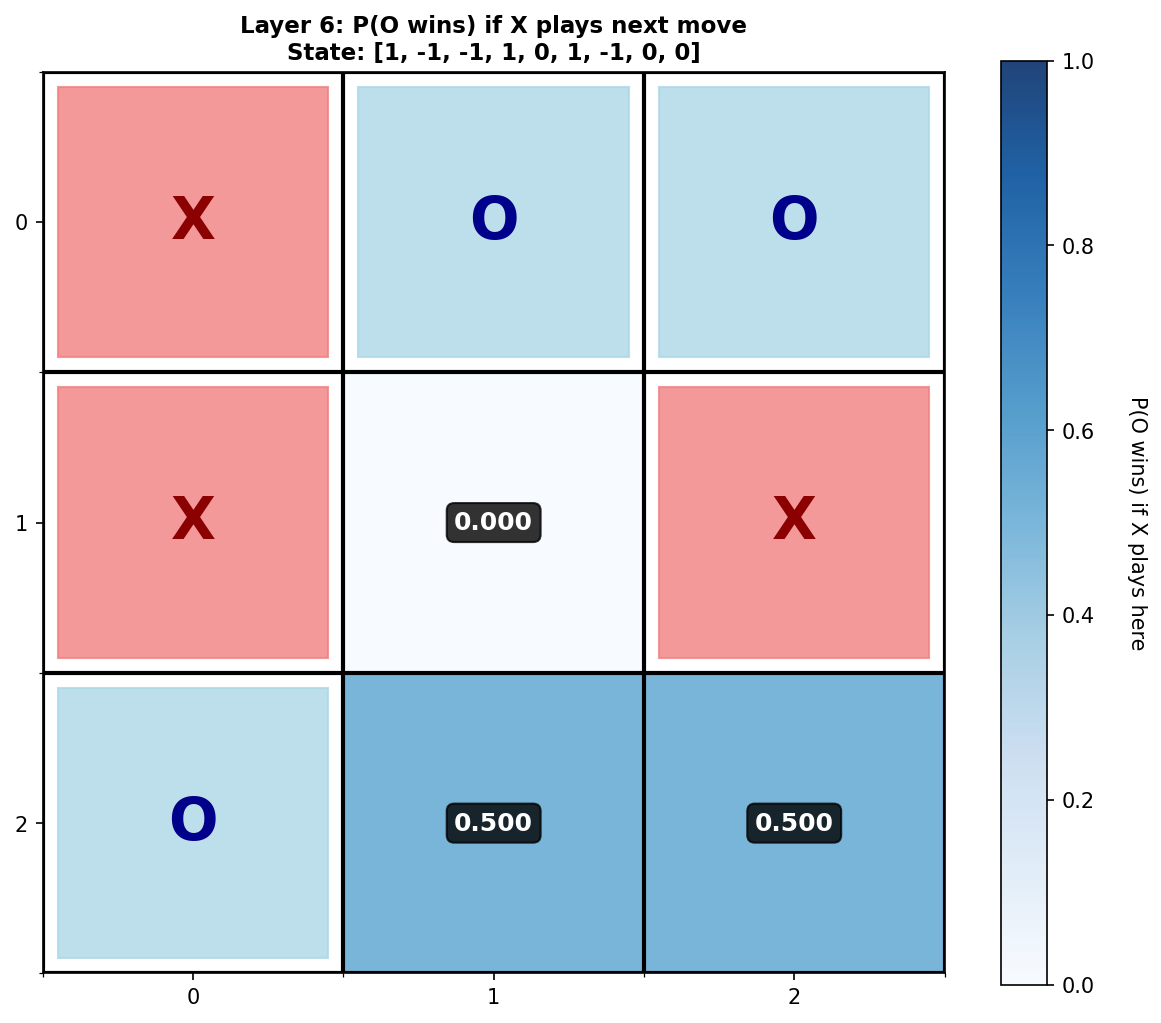 Layer 6: P(O wins) if X plays next move
State: [1, -1, -1, 1, 0, 1, -1, 0, 0]
X O O
0
X 0.000 X
1
O 0.500 0.500
2
0 1 2
1.0
0.8
0.6
0.4
0.2
0.0
P(O wins) if X plays here